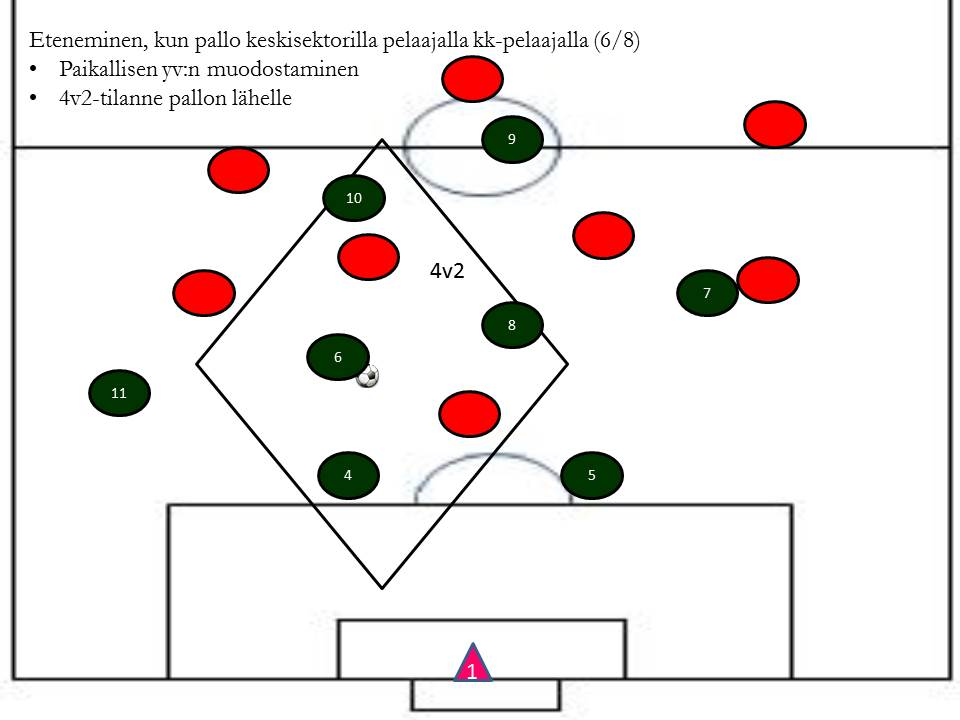 Eteneminen, kun pallo keskisektorilla pelaajalla kk-pelaajalla (6/8)
• Paikallisen yv:n muodostaminen
• 4v2-tilanne pallon lähelle
9
10
4v2
7
8
6
11
4
5
1